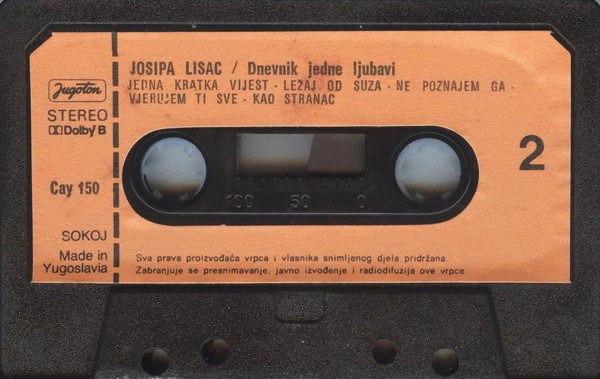 JOSIPA LISAC / Dnevnik jedne ljubavi
JEDNA KRATKA VIJEST - LEŽAJ OD SUZA - NE POZNAJEM GA -
VJERUJEM TI SVE - KAO STRANAC
Jugoton
STEREO
Dolby B
Cay 150
SOKOJ
Made in
Yugoslavia
2
100 50 0
Sva prava proizvođača vrpca i vlasnika snimljenog djela pridržana.
Zabranjuje se presnimavanje, javno izvođenje i radiodifuzija ove vrpce.